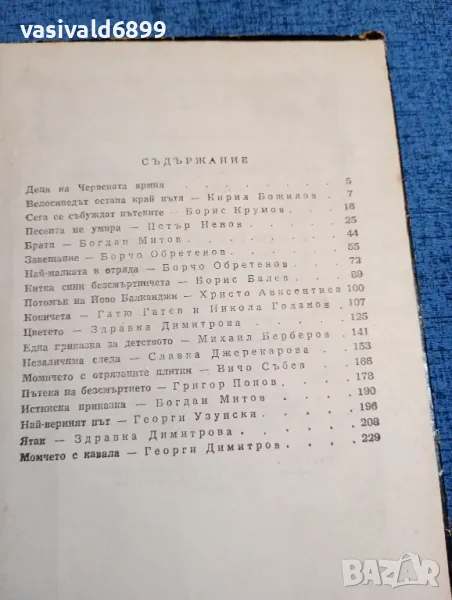 vasivald6899
СЪДЪРЖАНИЕ
Деца на Червената армия . . . . . . . . 5
Велосипедът остана край пътя — Кирил Божилов . 7
Сега се събуждат пътеките — Борис Крумов . . 16
Песента не умира — Петър Ненов . . . . . 25
Братя — Богдан Митов . . . . . . . . 44
Завещание — Борчо Обретенов . . . . . 55
Най-малката в отряда — Борчо Обретенов . . . 73
Китка сини безсмъртничета — Борис Балев . . . 89
Потомък на Йово Балканджи — Христо Авксентиев 100
Кокичета — Гатю Гатев и Никола Голанов . 107
Цветето — Здравка Димитрова . . . . . 125
Една приказка за детството — Михаил Берберов . 141
Незаличима следа — Славка Джерекарова . . . 153
Момичето с отрязаните плитки — Вичо Събев . . 166
Пътека на безсмъртието — Григор Попов . . . 178
Истинска приказка — Богдан Митов . . . . 190
Най-верният път — Георги Узунски . . . . 196
Ятак — Здравка Димитрова . . . . . . 208
Момчето с кавала — Георги Димитров . . . . 229
BAZAR
bg